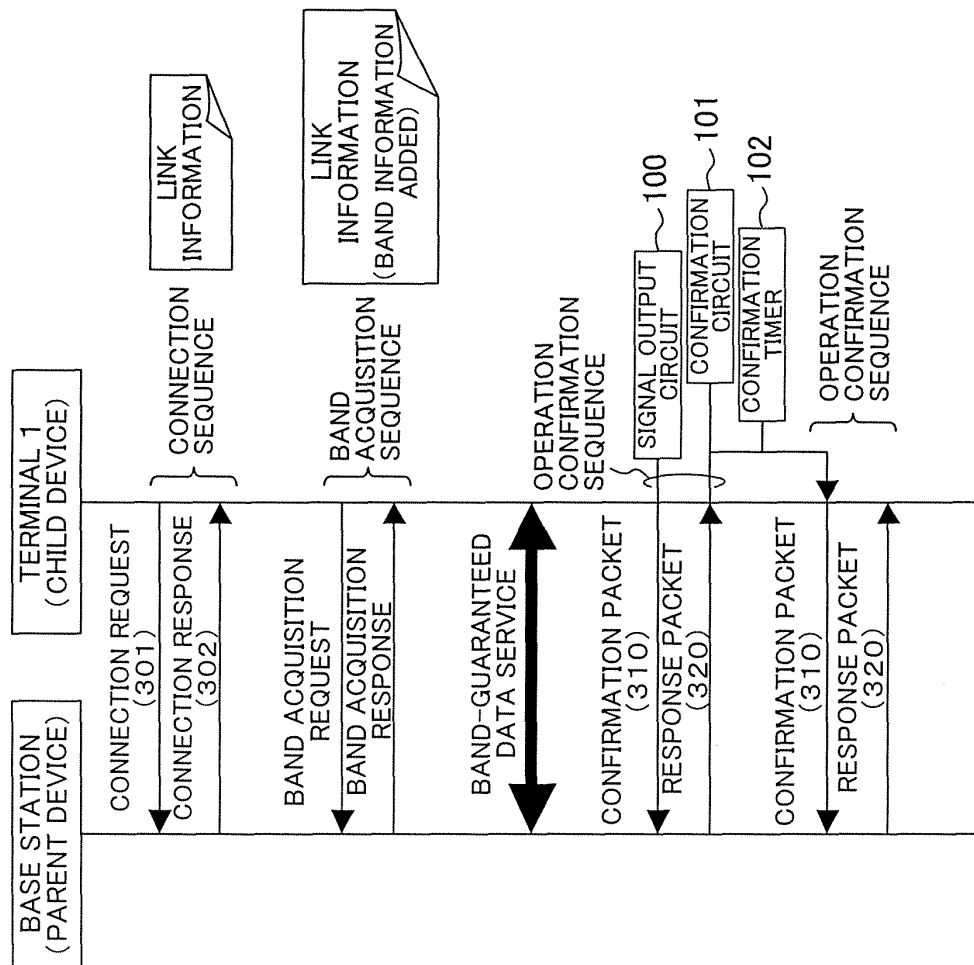 BASE STATION
(PARENT DEVICE)
TERMINAL 1
(CHILD DEVICE)
CONNECTION REQUEST
(301)
CONNECTION RESPONSE
(302)
CONNECTION
SEQUENCE
LINK
INFORMATION
BAND ACQUISITION
REQUEST
BAND ACQUISITION
RESPONSE
BAND
ACQUISITION
SEQUENCE
LINK
INFORMATION
(BAND INFORMATION
ADDED)
BAND-GUARANTEED
DATA SERVICE
OPERATION
CONFIRMATION
SEQUENCE
CONFIRMATION PACKET
(310)
RESPONSE PACKET
(320)
SIGNAL OUTPUT
CIRCUIT
100
CONFIRMATION
CIRCUIT
101
CONFIRMATION
TIMER
102
CONFIRMATION PACKET
(310)
RESPONSE PACKET
(320)
OPERATION
CONFIRMATION
SEQUENCE